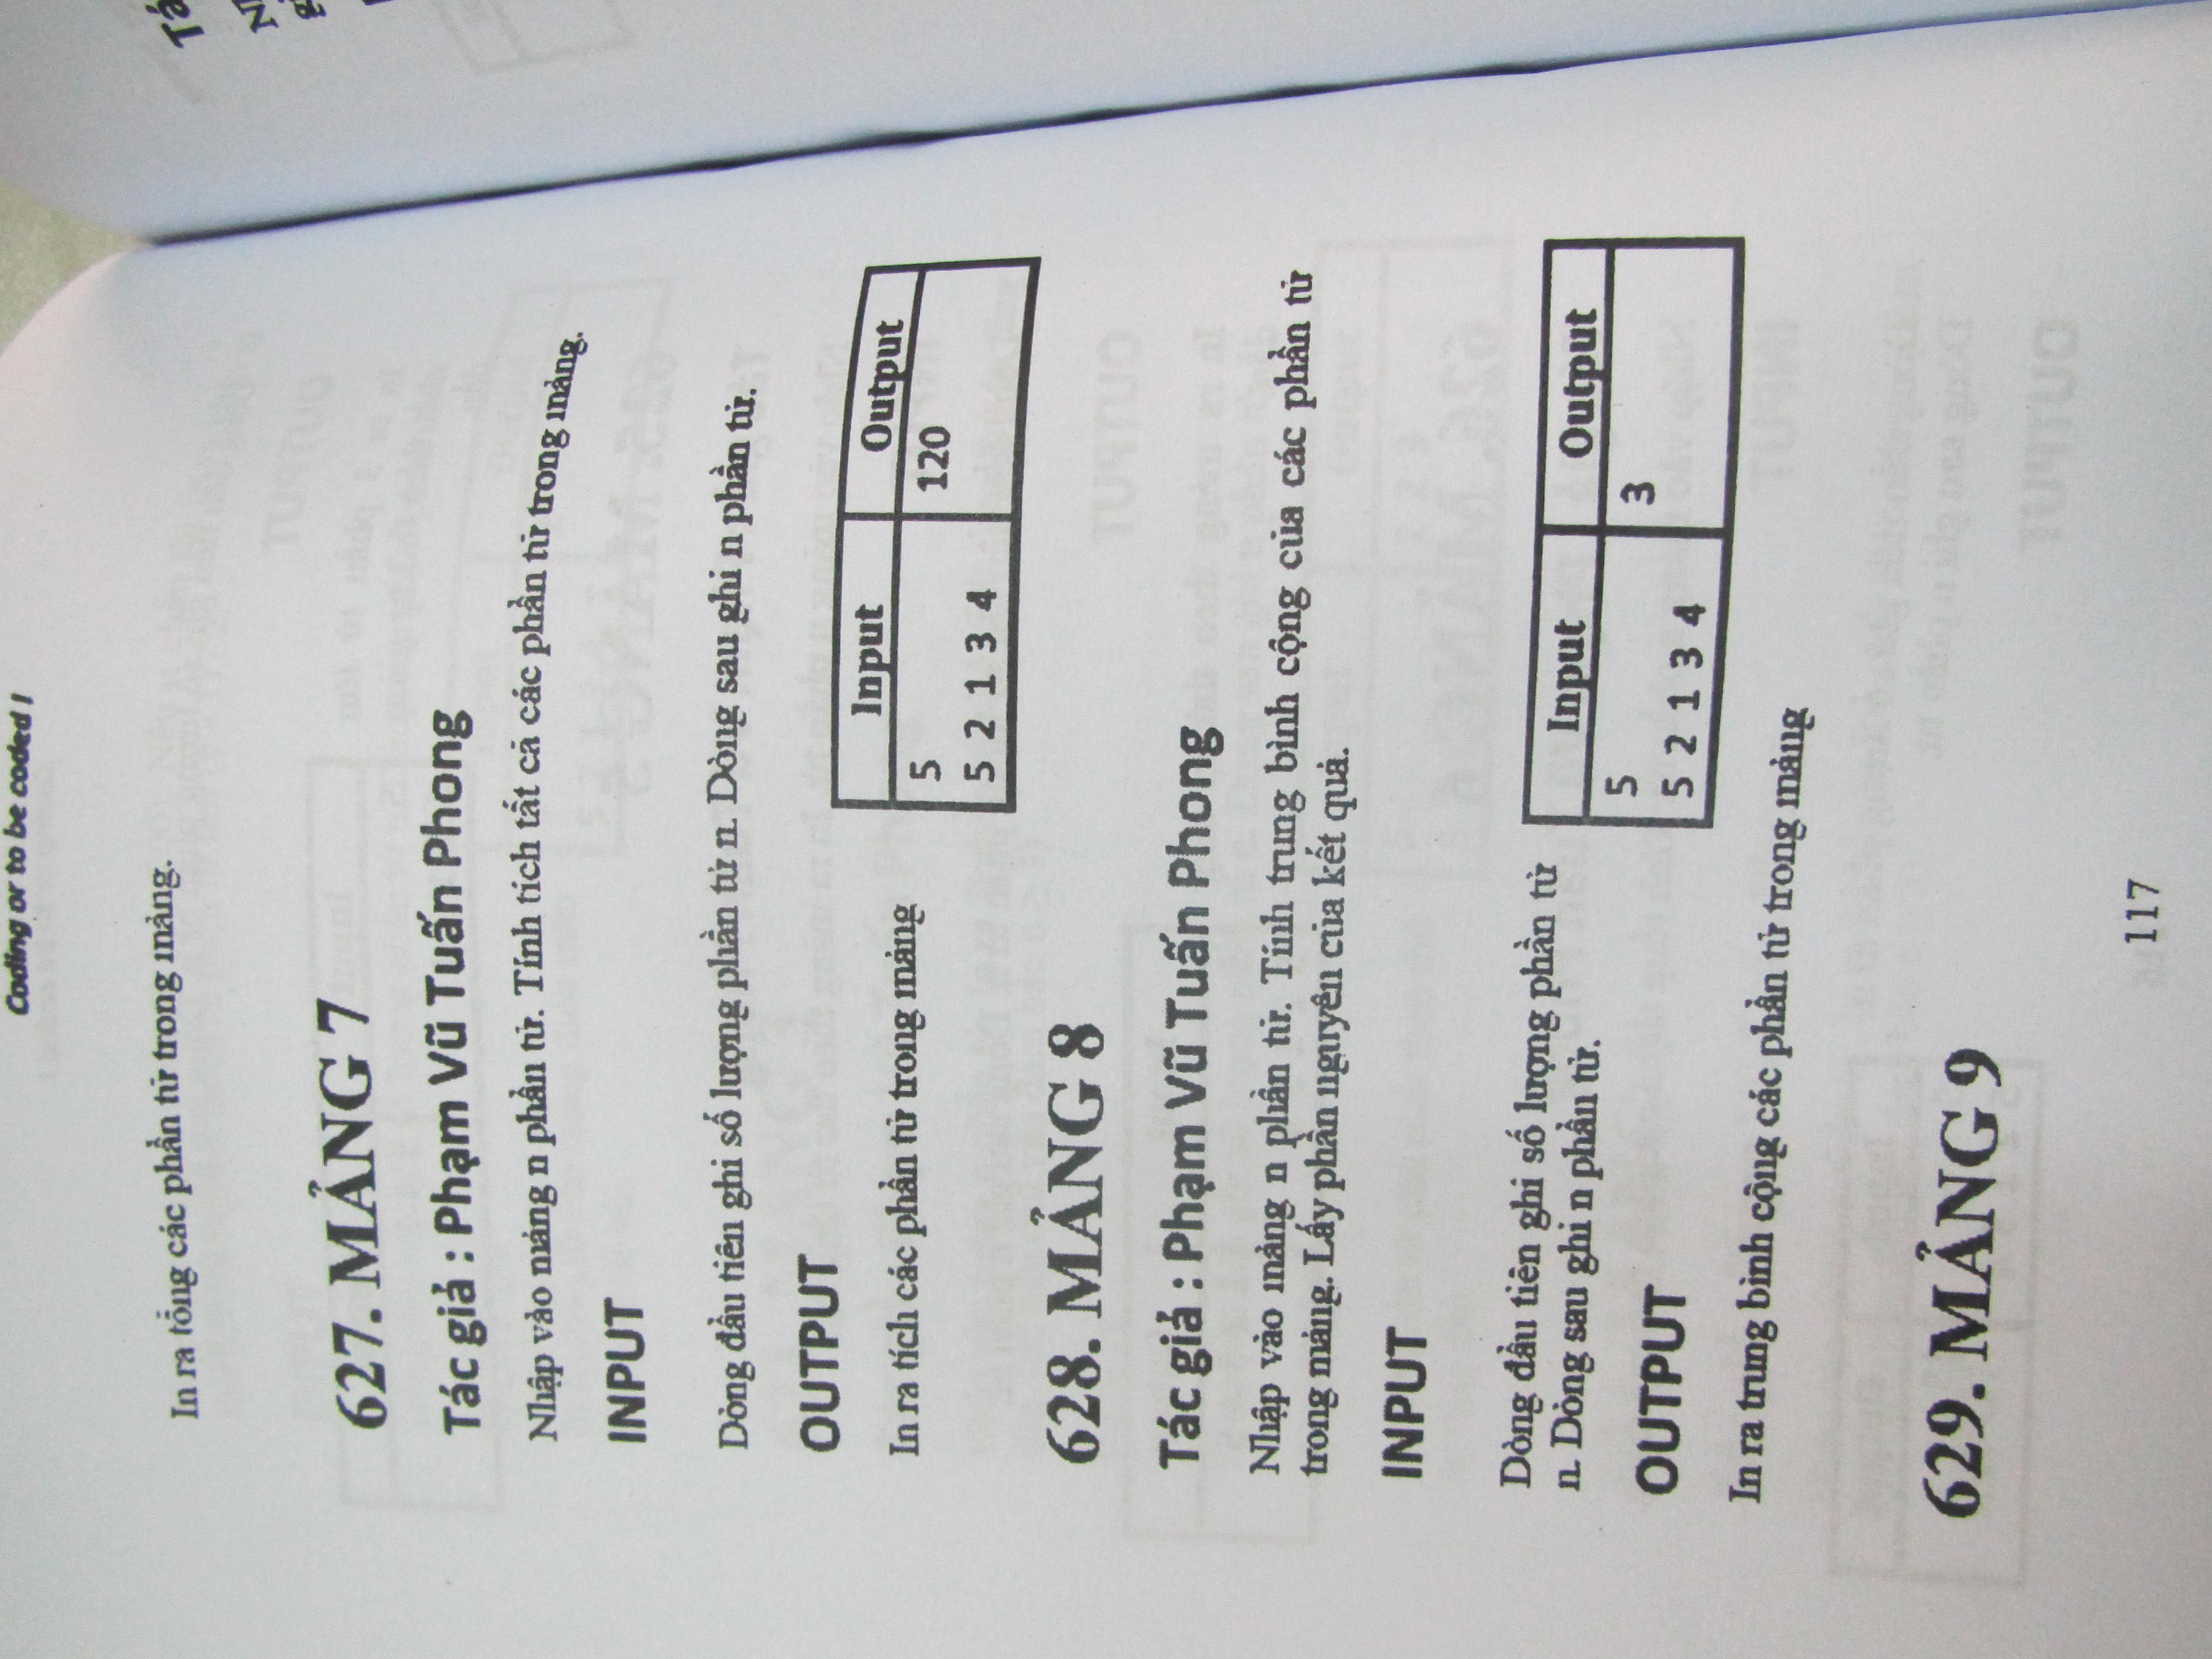 Coding or to be coded !
In ra tổng các phần tử trong mảng.
627. MẢNG 7
Tác giả : Phạm Vũ Tuấn Phong
Nhập vào mảng n phần tử. Tính tích tất cả các phần tử trong mảng.
INPUT
Dòng đầu tiên ghi số lượng phần tử n. Dòng sau ghi n phần tử.
OUTPUT
In ra tích các phần tử trong mảng
Input Output
5 120
5 2 1 3 4
628. MẢNG 8
Tác giả : Phạm Vũ Tuấn Phong
Nhập vào mảng n phần tử. Tính trung bình cộng của các phần tử
trong mảng. Lấy phần nguyên của kết quả.
INPUT
Dòng đầu tiên ghi số lượng phần tử
n. Dòng sau ghi n phần tử.
Input Output
5 3
5 2 1 3 4
OUTPUT
In ra trung bình cộng các phần tử trong mảng
629. MẢNG 9
117